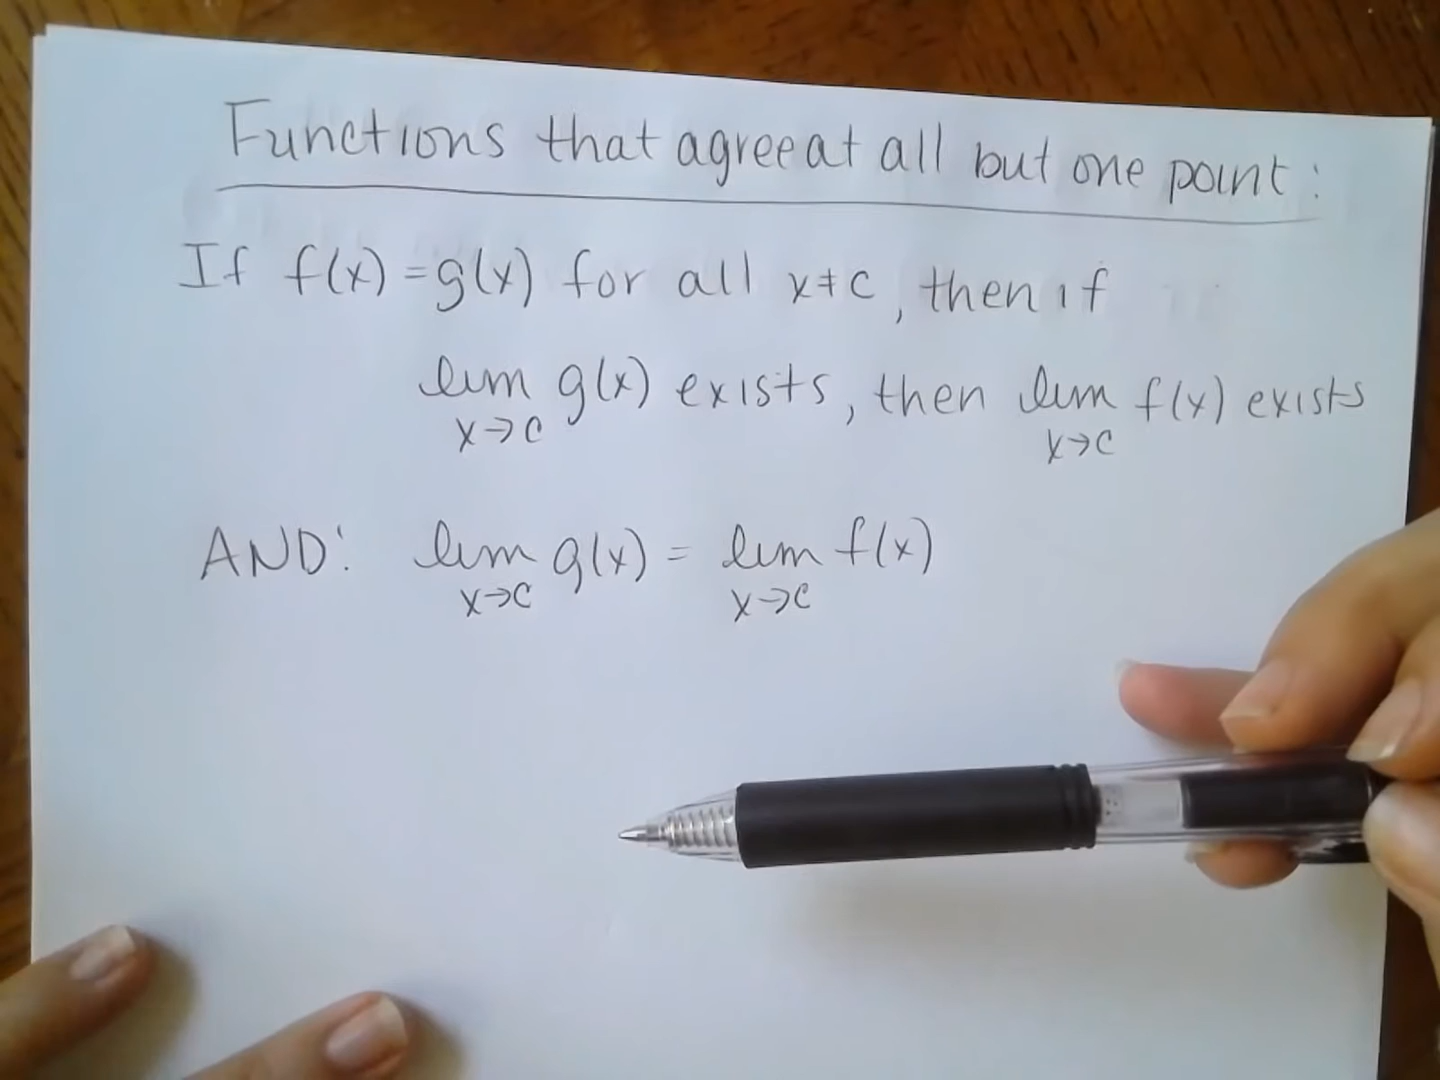 Functions that agree at all but one point:
If f(x) = g(x) for all x≠c, then if
lim x→c g(x) exists, then lim x→c f(x) exists
AND: lim x→c g(x) = lim x→c f(x)